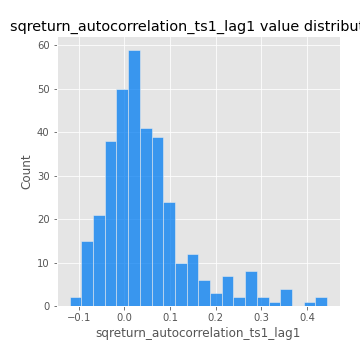 sqreturn_autocorrelation_ts1_lag1 value distribut
60
50
40
30
20
10
0
Count
−0.1 0.0 0.1 0.2 0.3 0.4
sqreturn_autocorrelation_ts1_lag1